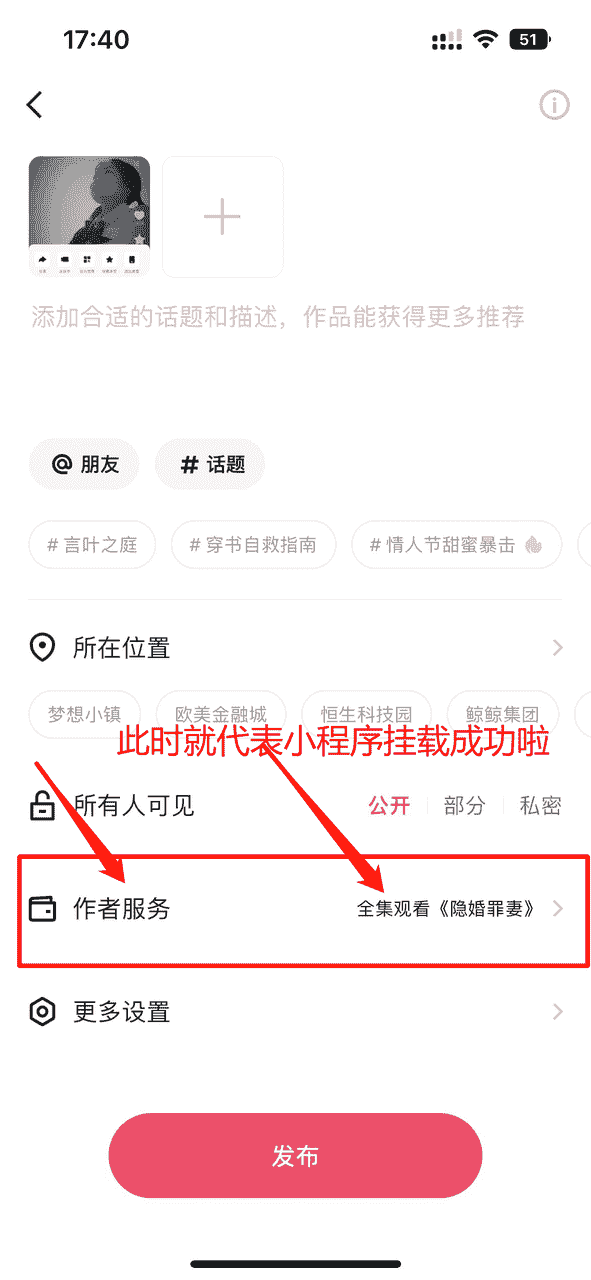 17:40
51
添加合适的话题和描述，作品能获得更多推荐
@ 朋友
# 话题
# 言叶之庭
# 穿书自救指南
# 情人节甜蜜暴击
所在位置
梦想小镇
欧美金融城
恒生科技园
鲸鲸集团
此时就代表小程序挂载成功啦
所有人可见
公开
部分
私密
作者服务
全集观看《隐婚罪妻》
更多设置
发布